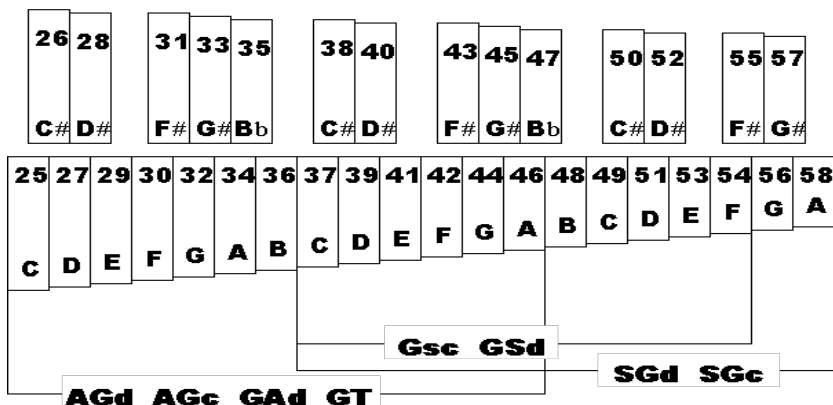 26 28 31 33 35 38 40 43 45 47 50 52 55 57
C# D# F# G# Bb C# D# F# G# Bb C# D# F# G#
25 27 29 30 32 34 36 37 39 41 42 44 46 48 49 51 53 54 56 58
C D E F G A B C D E F G A B C D E F G A
Gsc GSd
SGd SGc
AGd AGc GAd GT